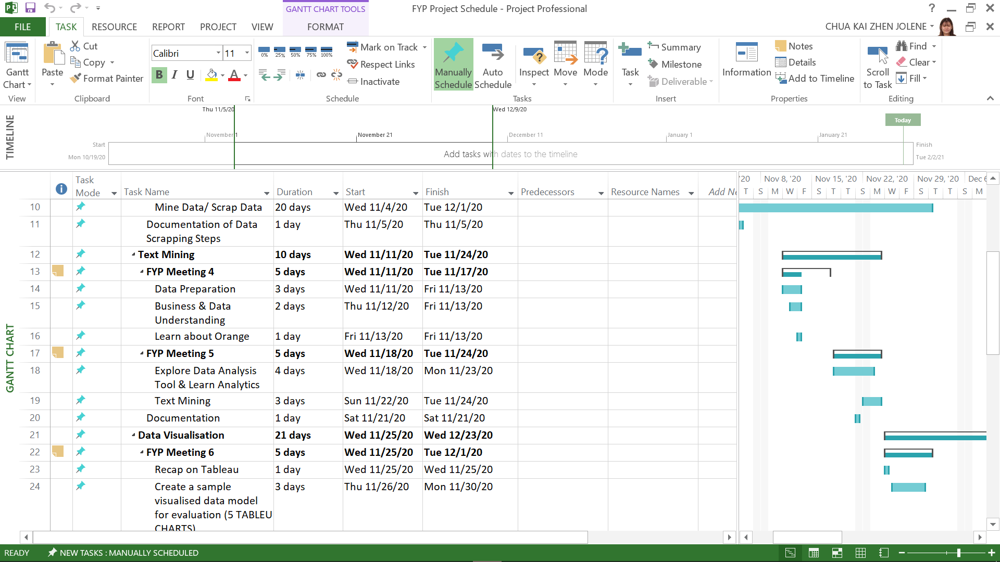 GANTT CHART TOOLS
FYP Project Schedule - Project Professional
?
FILE
TASK
RESOURCE
REPORT
PROJECT
VIEW
FORMAT
CHUA KAI ZHEN JOLENE
Gantt
Chart
View
Paste
Cut
Copy
Format Painter
Clipboard
Calibri
11
B I U
A
Font
0% 25% 50% 75% 100%
Mark on Track
Respect Links
Inactivate
Schedule
Manually
Schedule
Auto
Schedule
Inspect
Move
Mode
Tasks
Task
Summary
Milestone
Deliverable
Insert
Information
Notes
Details
Add to Timeline
Properties
Scroll
to Task
Find
Clear
Fill
Editing
TIMELINE
Thu 11/5/20
Wed 12/9/20
Today
November 1
November 21
December 11
January 1
January 21
Start
Mon 10/19/20
Add tasks with dates to the timeline
Finish
Tue 2/2/21
GANTT CHART
Task
Mode
Task Name
Duration
Start
Finish
Predecessors
Resource Names
Add Ne
'20
Nov 8, '20
Nov 15, '20
Nov 22, '20
Nov 29, '20
Dec 6
T S M W F S T T S M W F S T T S M
10 Mine Data/ Scrap Data 20 days Wed 11/4/20 Tue 12/1/20
11 Documentation of Data 1 day Thu 11/5/20 Thu 11/5/20
Scrapping Steps
12 Text Mining 10 days Wed 11/11/20 Tue 11/24/20
13 FYP Meeting 4 5 days Wed 11/11/20 Tue 11/17/20
14 Data Preparation 3 days Wed 11/11/20 Fri 11/13/20
15 Business & Data 2 days Thu 11/12/20 Fri 11/13/20
Understanding
16 Learn about Orange 1 day Fri 11/13/20 Fri 11/13/20
17 FYP Meeting 5 5 days Wed 11/18/20 Tue 11/24/20
18 Explore Data Analysis 4 days Wed 11/18/20 Mon 11/23/20
Tool & Learn Analytics
19 Text Mining 3 days Sun 11/22/20 Tue 11/24/20
20 Documentation 1 day Sat 11/21/20 Sat 11/21/20
21 Data Visualisation 21 days Wed 11/25/20 Wed 12/23/20
22 FYP Meeting 6 5 days Wed 11/25/20 Tue 12/1/20
23 Recap on Tableau 1 day Wed 11/25/20 Wed 11/25/20
24 Create a sample 3 days Thu 11/26/20 Mon 11/30/20
visualised data model
for evaluation (5 TABLEU
CHARTS)
READY
NEW TASKS : MANUALLY SCHEDULED